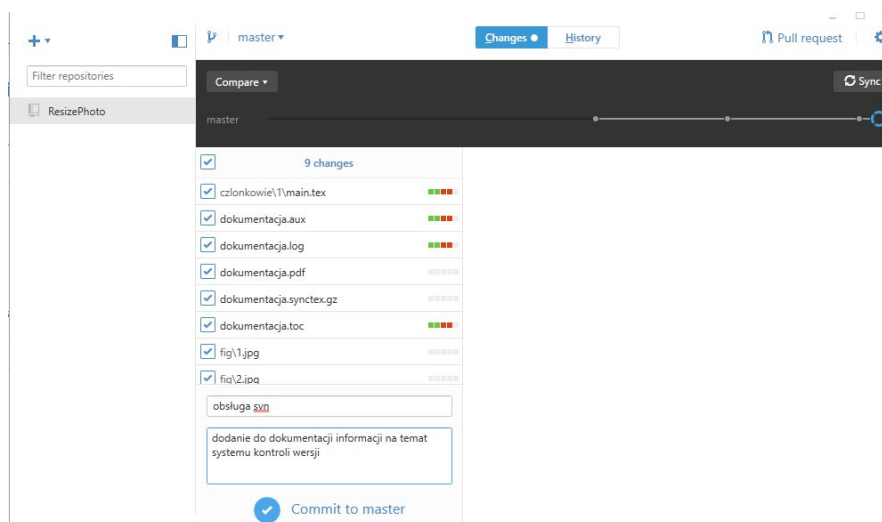 master
Changes
History
Pull request
Filter repositories
Compare
Sync
ResizePhoto
master
9 changes
czlonkowie\1\main.tex
dokumentacja.aux
dokumentacja.log
dokumentacja.pdf
dokumentacja.synctex.gz
dokumentacja.toc
fig\1.jpg
fig\2.jpg
obsługa svn
dodanie do dokumentacji informacji na temat
systemu kontroli wersji
Commit to master